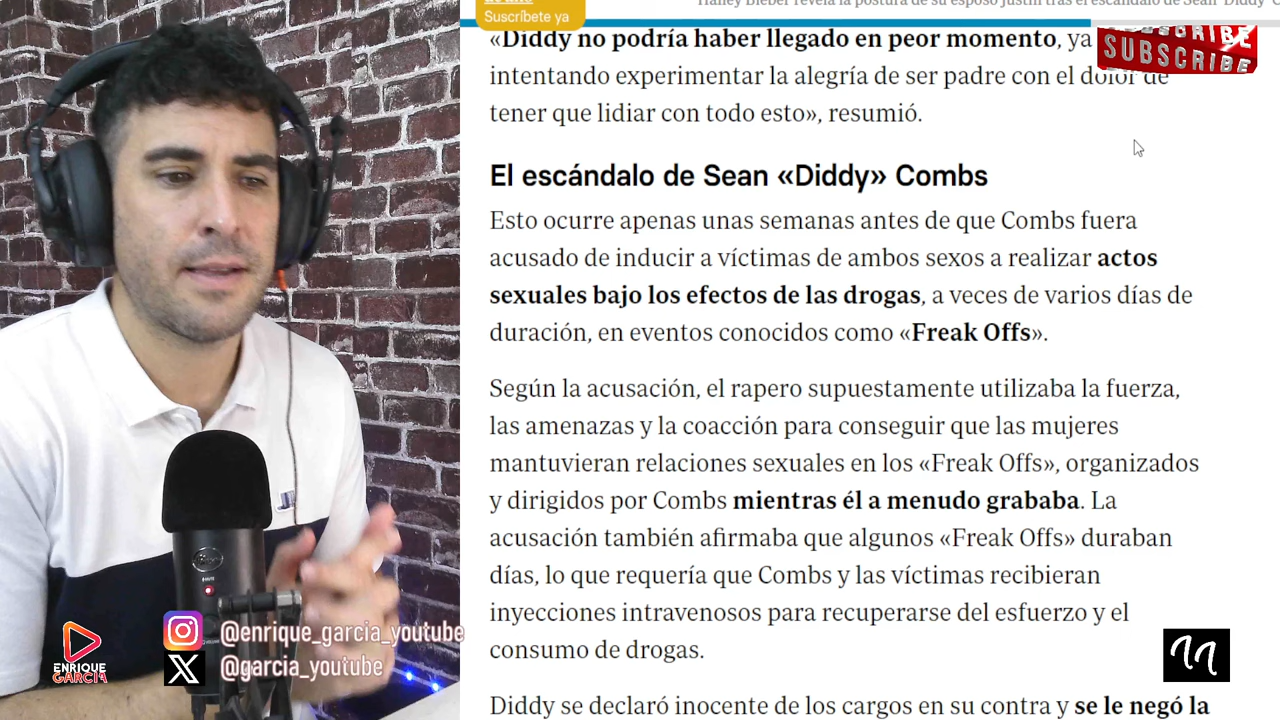 Suscríbete ya
Hailey Bieber revela la postura de su esposo Justin tras el escándalo de Sean 'Diddy'
«Diddy no podría haber llegado en peor momento, ya
intentando experimentar la alegría de ser padre con el dolor de
tener que lidiar con todo esto», resumió.
SUBSCRIBE
SUBSCRIBE
El escándalo de Sean «Diddy» Combs
Esto ocurre apenas unas semanas antes de que Combs fuera
acusado de inducir a víctimas de ambos sexos a realizar actos
sexuales bajo los efectos de las drogas, a veces de varios días de
duración, en eventos conocidos como «Freak Offs».
Según la acusación, el rapero supuestamente utilizaba la fuerza,
las amenazas y la coacción para conseguir que las mujeres
mantuvieran relaciones sexuales en los «Freak Offs», organizados
y dirigidos por Combs mientras él a menudo grababa. La
acusación también afirmaba que algunos «Freak Offs» duraban
días, lo que requería que Combs y las víctimas recibieran
inyecciones intravenosos para recuperarse del esfuerzo y el
consumo de drogas.
Diddy se declaró inocente de los cargos en su contra y se le negó la
@enrique_garcia_youtube
@garcia_youtube
ENRIQUE
GARCIA